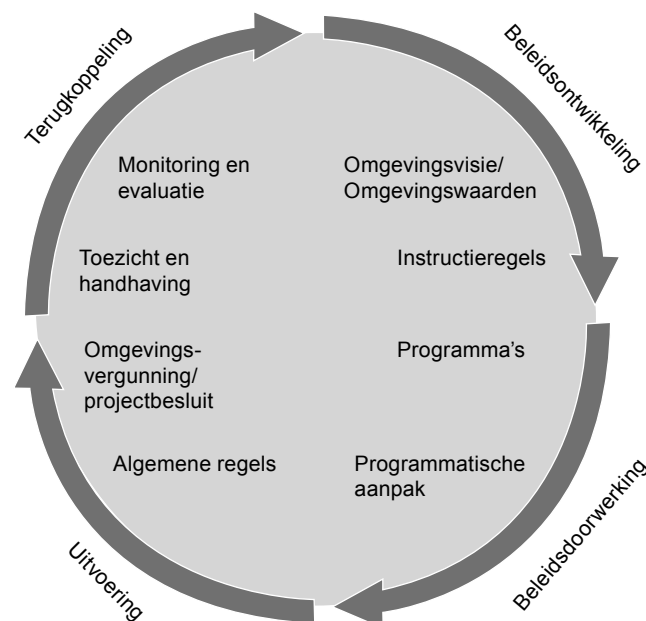 Terugkoppeling
Beleidsontwikkeling
Monitoring en
evaluatie
Omgevingsvisie/
Omgevingswaarden
Toezicht en
handhaving
Instructieregels
Omgevings-
vergunning/
projectbesluit
Programma’s
Algemene regels
Programmatische
aanpak
Uitvoering
Beleidsdoorwerking